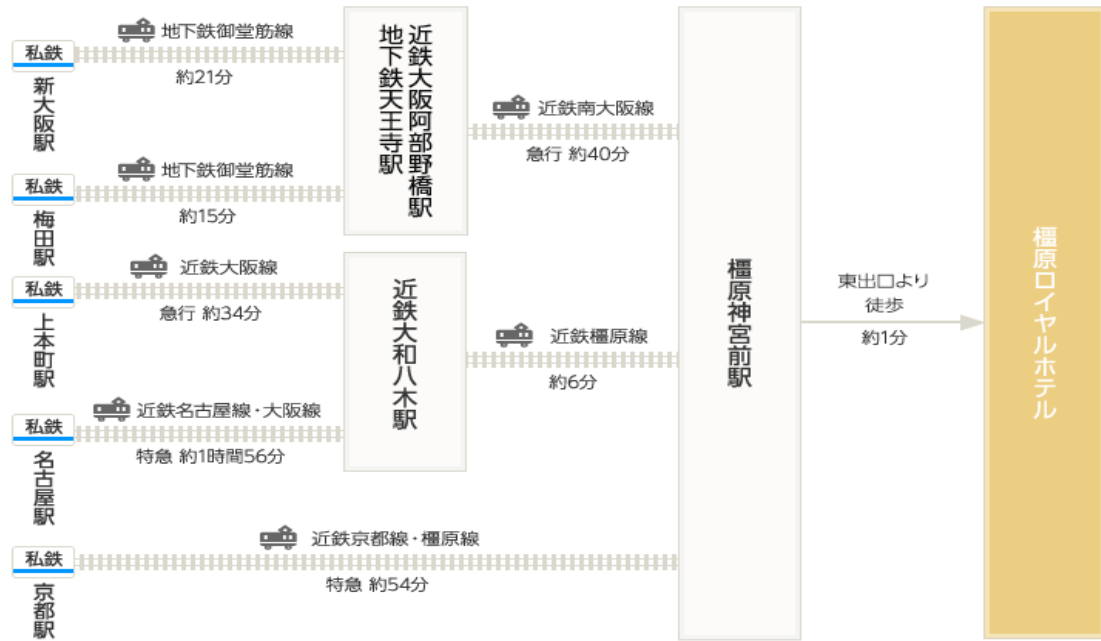 私鉄
新大阪駅
地下鉄御堂筋線
約21分
私鉄
梅田駅
地下鉄御堂筋線
約15分
近鉄大阪阿部野橋駅
地下鉄天王寺駅
近鉄南大阪線
急行 約40分
私鉄
上本町駅
近鉄大阪線
急行 約34分
私鉄
名古屋駅
近鉄名古屋線・大阪線
特急 約1時間56分
近鉄大和八木駅
近鉄橿原線
約6分
私鉄
京都駅
近鉄京都線・橿原線
特急 約54分
橿原神宮前駅
東出口より
徒歩
約1分
橿原ロイヤルホテル